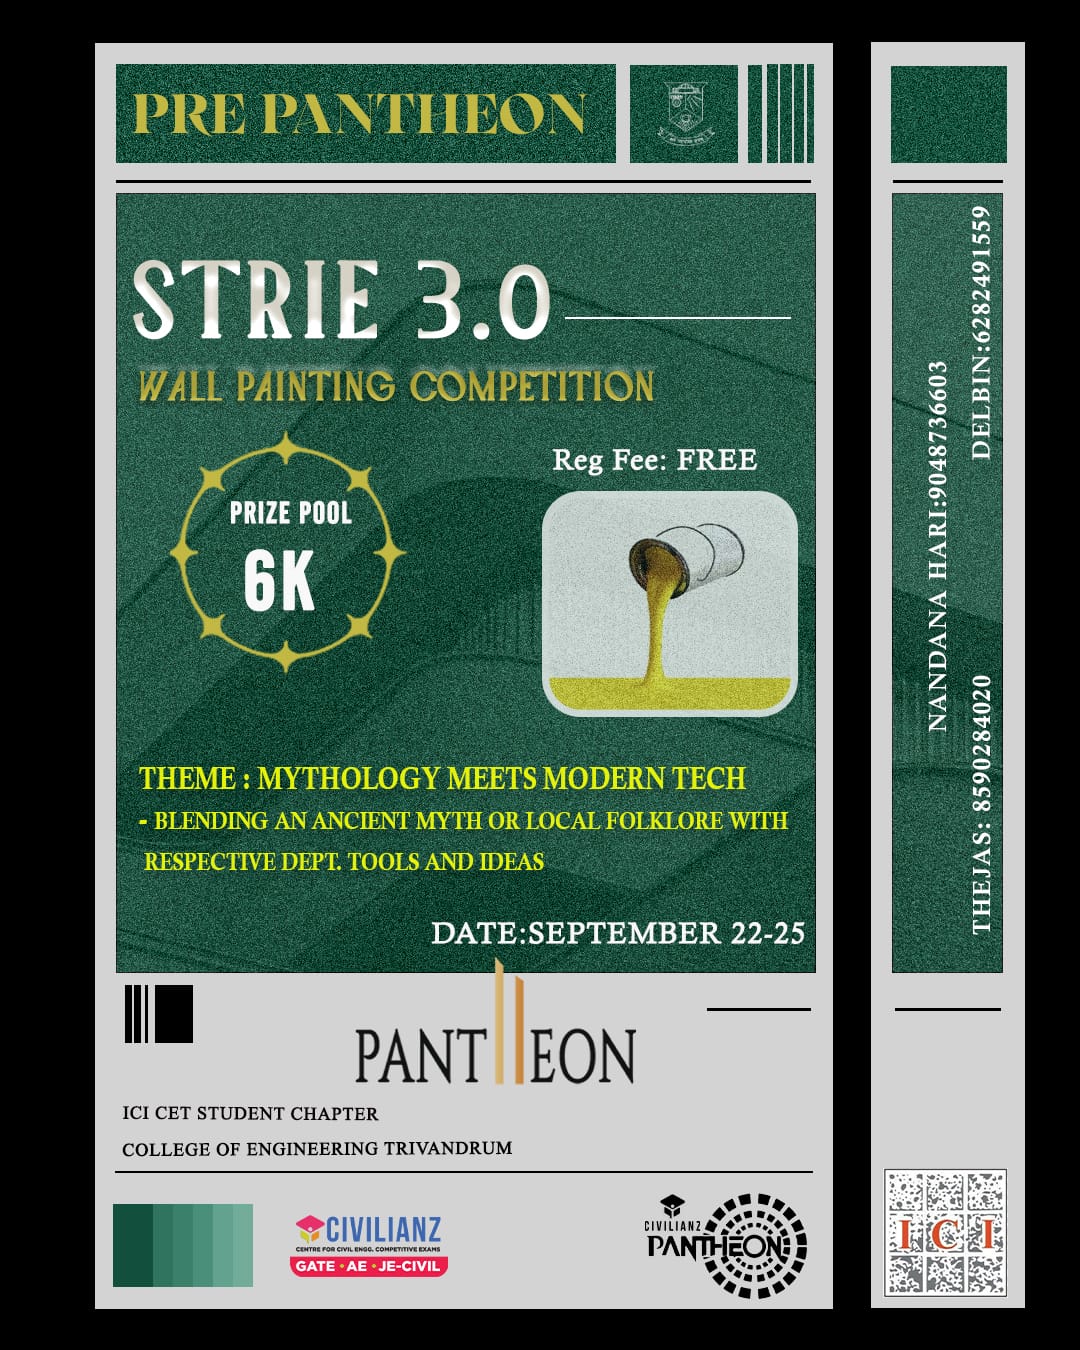 PRE PANTHEON
STRIE 3.0
WALL PAINTING COMPETITION
Reg Fee: FREE
PRIZE POOL
6K
THEME : MYTHOLOGY MEETS MODERN TECH
- BLENDING AN ANCIENT MYTH OR LOCAL FOLKLORE WITH
RESPECTIVE DEPT. TOOLS AND IDEAS
DATE:SEPTEMBER 22-25
PANTHEON
ICI CET STUDENT CHAPTER
COLLEGE OF ENGINEERING TRIVANDRUM
CIVILIANZ
CENTRE FOR CIVIL ENGG. COMPETITIVE EXAMS
GATE • AE • JE-CIVIL
CIVILIANZ
PANTHEON
NANDANA HARI:9048736603
THEJAS: 8590284020
DELBIN:6282491559
ICI